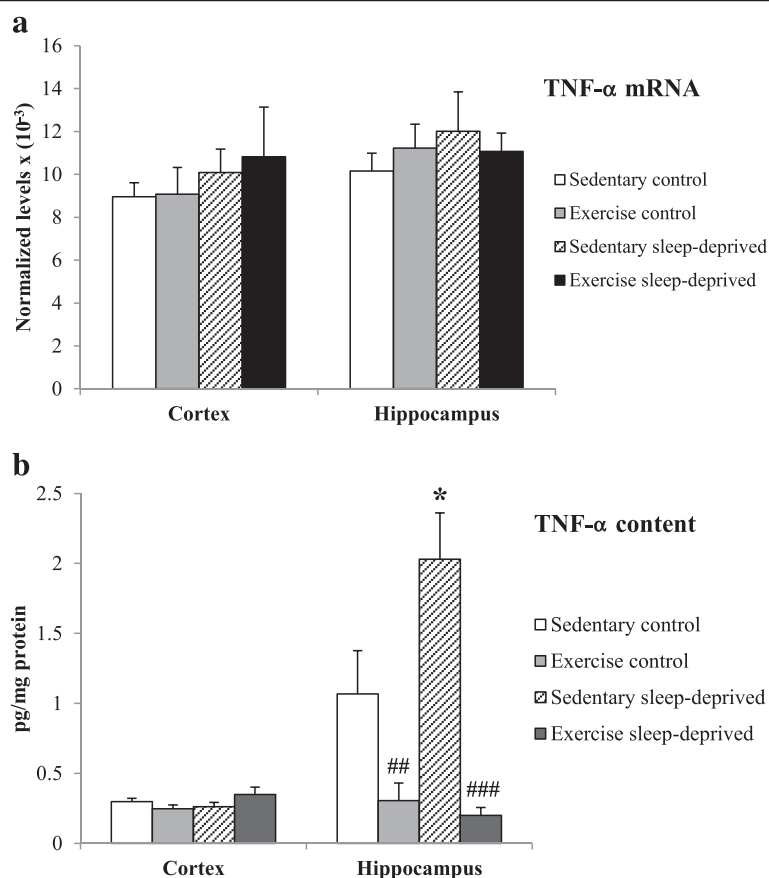 a
16
14
12
10
8
6
4
2
0
Normalized levels x (10-3)
Cortex
Hippocampus
TNF-α mRNA
Sedentary control
Exercise control
Sedentary sleep-deprived
Exercise sleep-deprived
b
2.5
2
1.5
1
0.5
0
pg/mg protein
*
##
###
Cortex
Hippocampus
TNF-α content
Sedentary control
Exercise control
Sedentary sleep-deprived
Exercise sleep-deprived